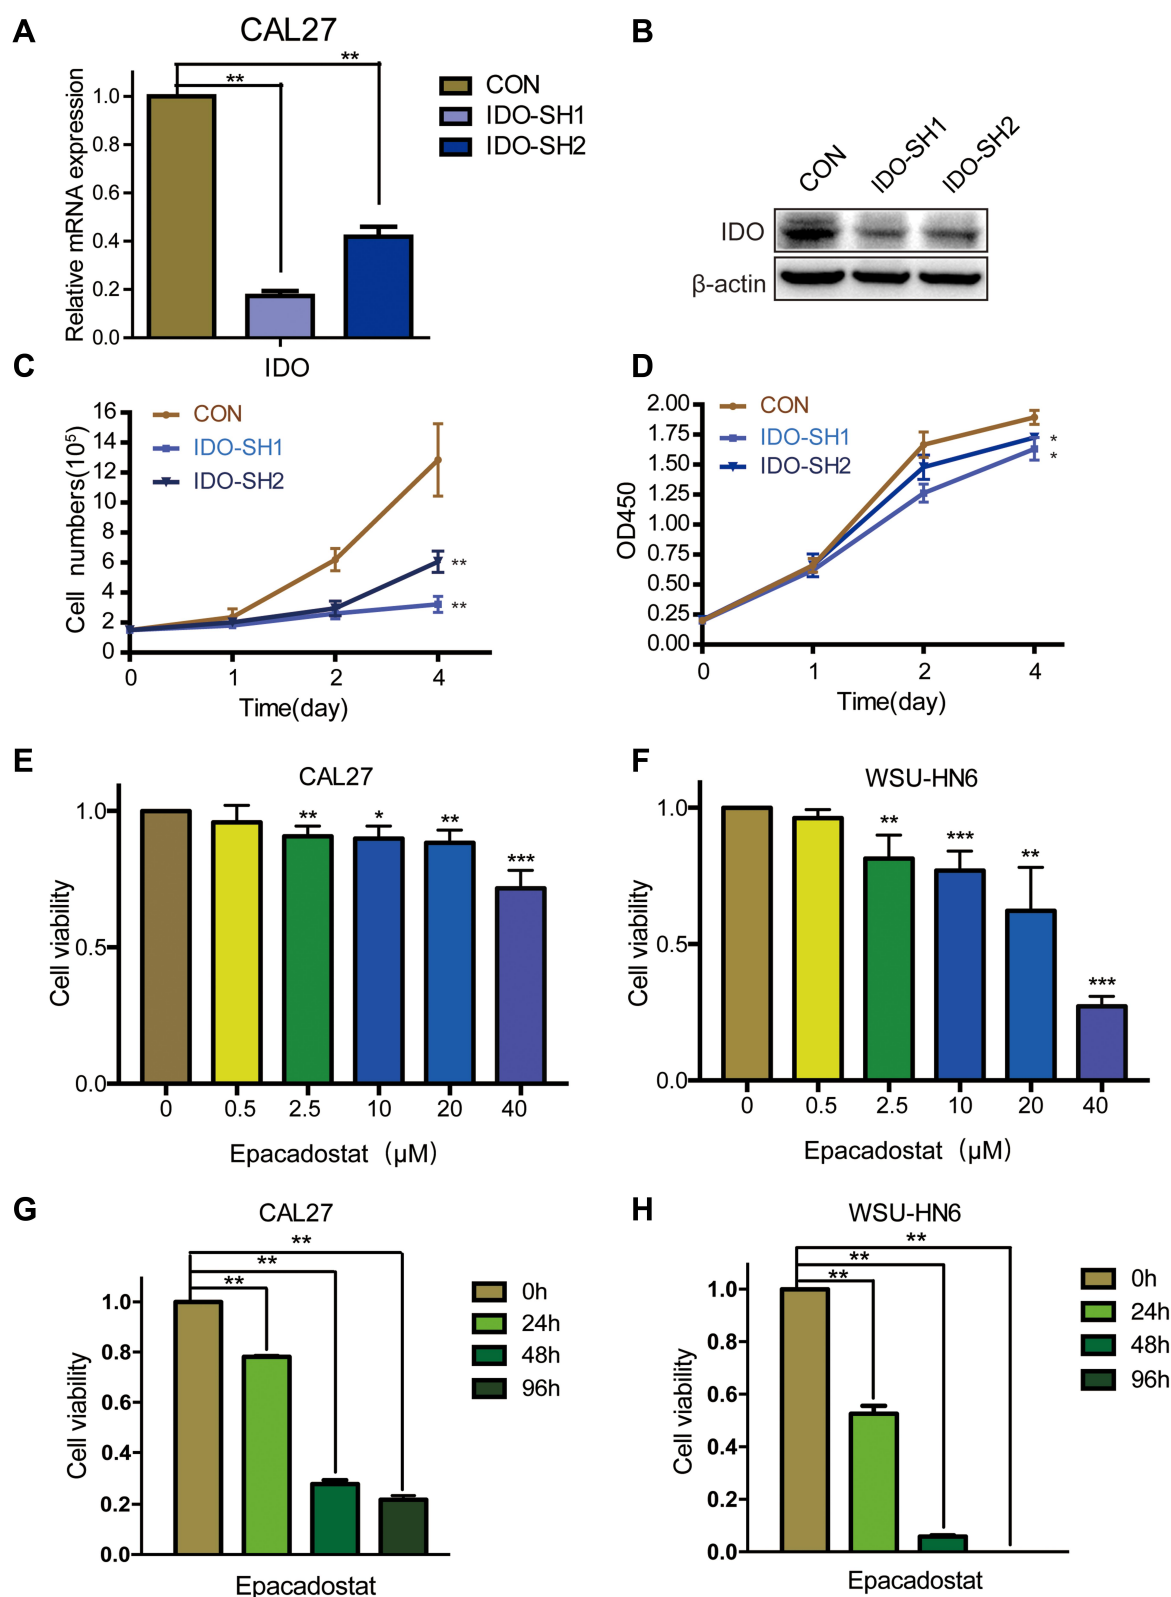 A
CAL27
**
**
Relative mRNA expression
1.0
0.8
0.6
0.4
0.2
0.0
IDO
CON
IDO-SH1
IDO-SH2
B
CON
IDO-SH1
IDO-SH2
IDO
β-actin
C
Cell numbers(10⁵)
16
14
12
10
8
6
4
2
0
CON
IDO-SH1
IDO-SH2
**
**
0 1 2 4
Time(day)
D
OD450
2.00
1.75
1.50
1.25
1.00
0.75
0.50
0.25
0.00
CON
IDO-SH1
IDO-SH2
*
*
0 1 2 4
Time(day)
E
CAL27
Cell viability
1.0
0.5
0.0
** * ** ***
0 0.5 2.5 10 20 40
Epacadostat (μM)
F
WSU-HN6
Cell viability
1.0
0.5
0.0
** *** ** ***
0 0.5 2.5 10 20 40
Epacadostat (μM)
G
CAL27
**
**
**
Cell viability
1.0
0.8
0.6
0.4
0.2
0.0
0h
24h
48h
96h
Epacadostat
H
WSU-HN6
**
**
**
Cell viability
1.0
0.8
0.6
0.4
0.2
0.0
0h
24h
48h
96h
Epacadostat